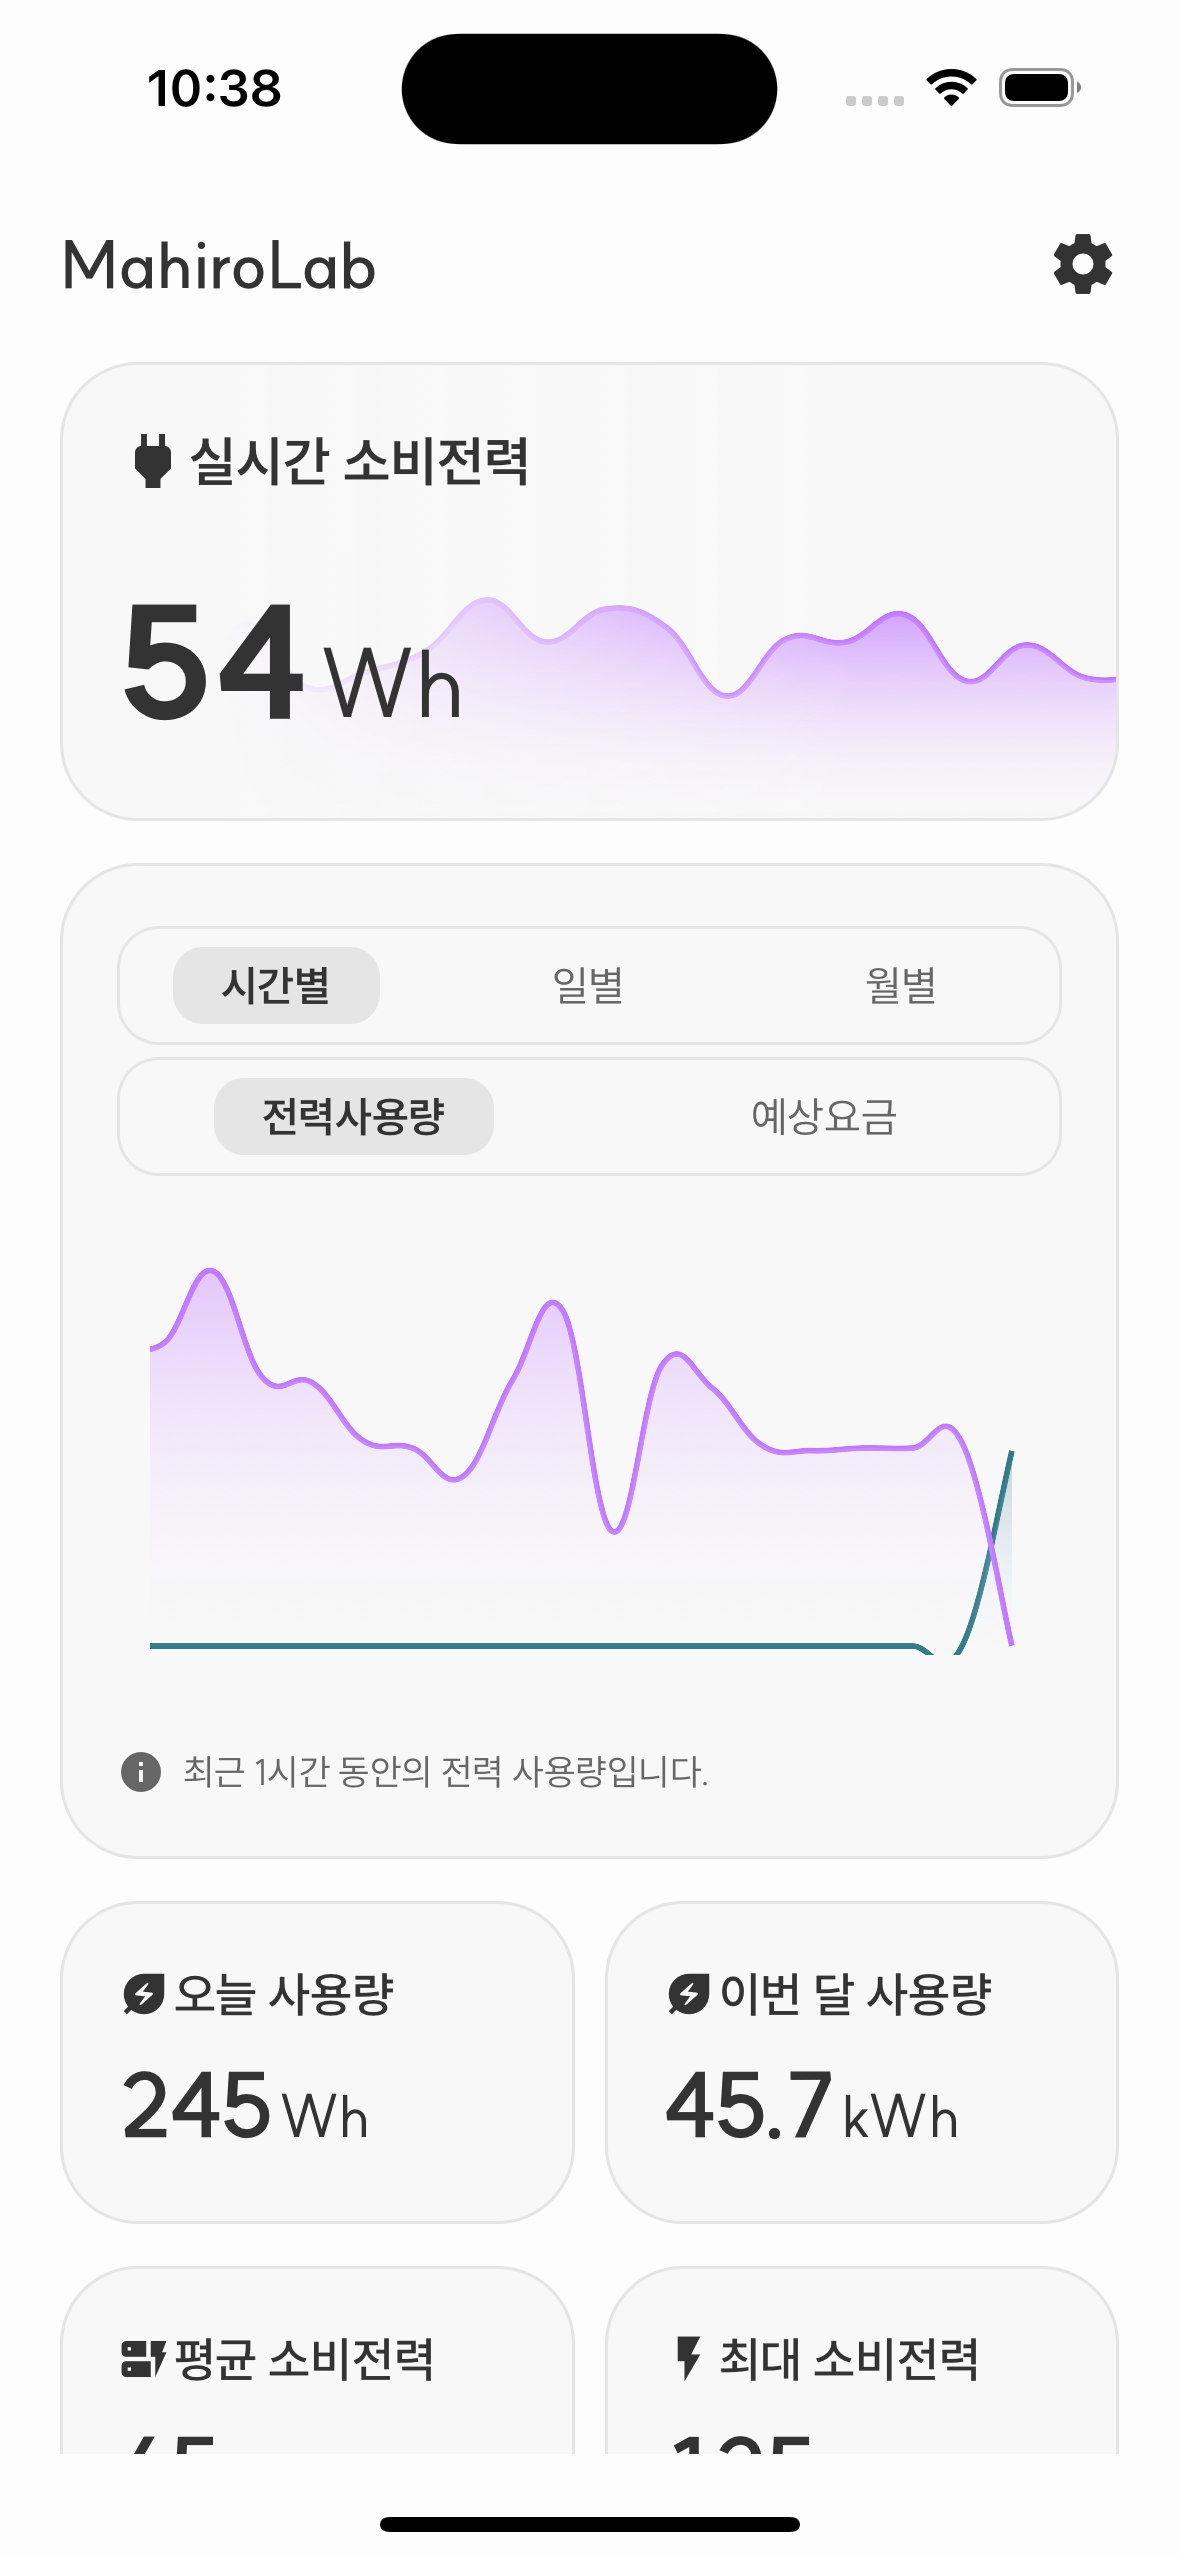 10:38
MahiroLab
실시간 소비전력
54 Wh
시간별 일별 월별
전력사용량 예상요금
최근 1시간 동안의 전력 사용량입니다.
오늘 사용량
245 Wh
이번 달 사용량
45.7 kWh
평균 소비전력
최대 소비전력